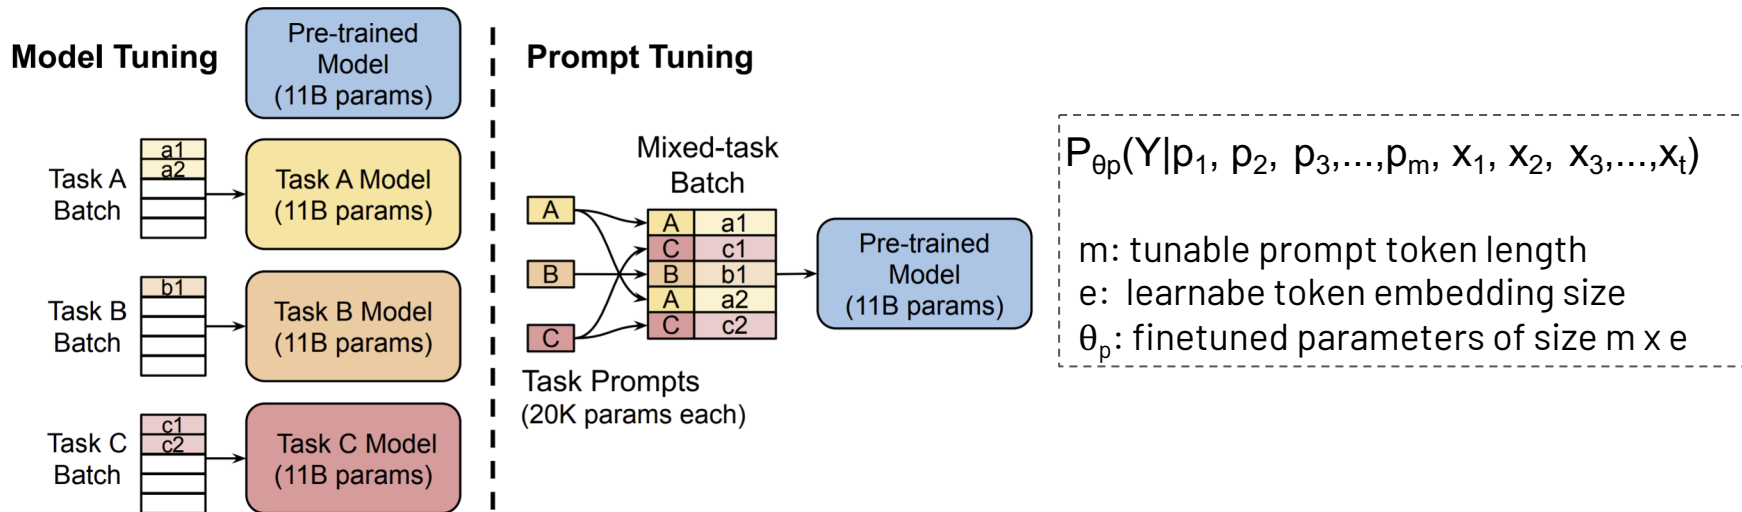 Model Tuning
Pre-trained
Model
(11B params)
Task A
Batch
a1
a2
Task A Model
(11B params)
Task B
Batch
b1
Task B Model
(11B params)
Task C
Batch
c1
c2
Task C Model
(11B params)
Prompt Tuning
Mixed-task
Batch
A
B
C
A a1
C c1
B b1
A a2
C c2
Pre-trained
Model
(11B params)
Task Prompts
(20K params each)
Pθp(Y|p1, p2, p3,...,pm, x1, x2, x3,...,xt)
m: tunable prompt token length
e: learnabe token embedding size
θp: finetuned parameters of size m x e